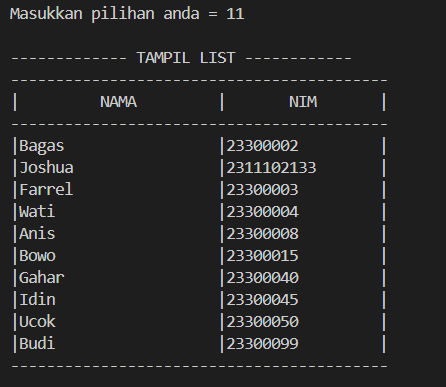 Masukkan pilihan anda = 11
------------- TAMPIL LIST ------------
------------------------------------------
| NAMA | NIM |
------------------------------------------
|Bagas |23300002 |
|Joshua |2311102133 |
|Farrel |23300003 |
|Wati |23300004 |
|Anis |23300008 |
|Bowo |23300015 |
|Gahar |23300040 |
|Idin |23300045 |
|Ucok |23300050 |
|Budi |23300099 |
------------------------------------------